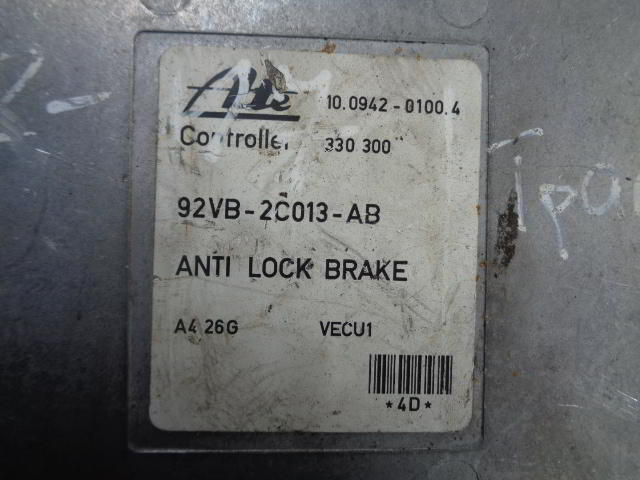 Ate 10.0942-0100.4
Controller 330 300
92VB-2C013-AB
ANTI LOCK BRAKE
A4 26G VECU1
*4D*